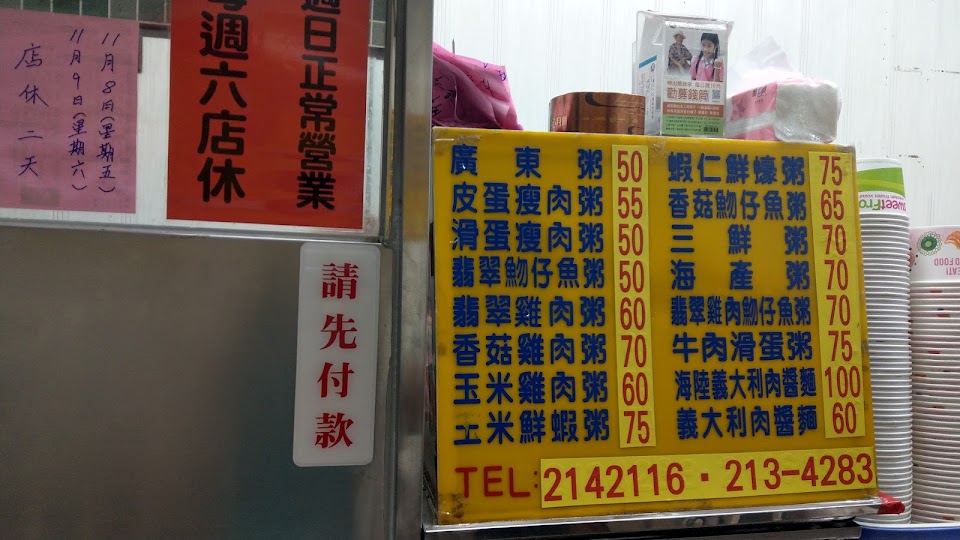 11月8日(星期五)
11月9日(星期六)
店休二天
週日正常營業
每週六店休
請先付款
勸募錢筒
廣東粥 50
皮蛋瘦肉粥 55
滑蛋瘦肉粥 50
翡翠魩仔魚粥 50
翡翠雞肉粥 60
香菇雞肉粥 70
玉米雞肉粥 60
玉米鮮蝦粥 75
蝦仁鮮蠔粥 75
香菇魩仔魚粥 65
三鮮粥 70
海產粥 70
翡翠雞肉魩仔魚粥 70
牛肉滑蛋粥 75
海陸義大利肉醬麵 100
義大利肉醬麵 60
TEL:2142116·213-4283